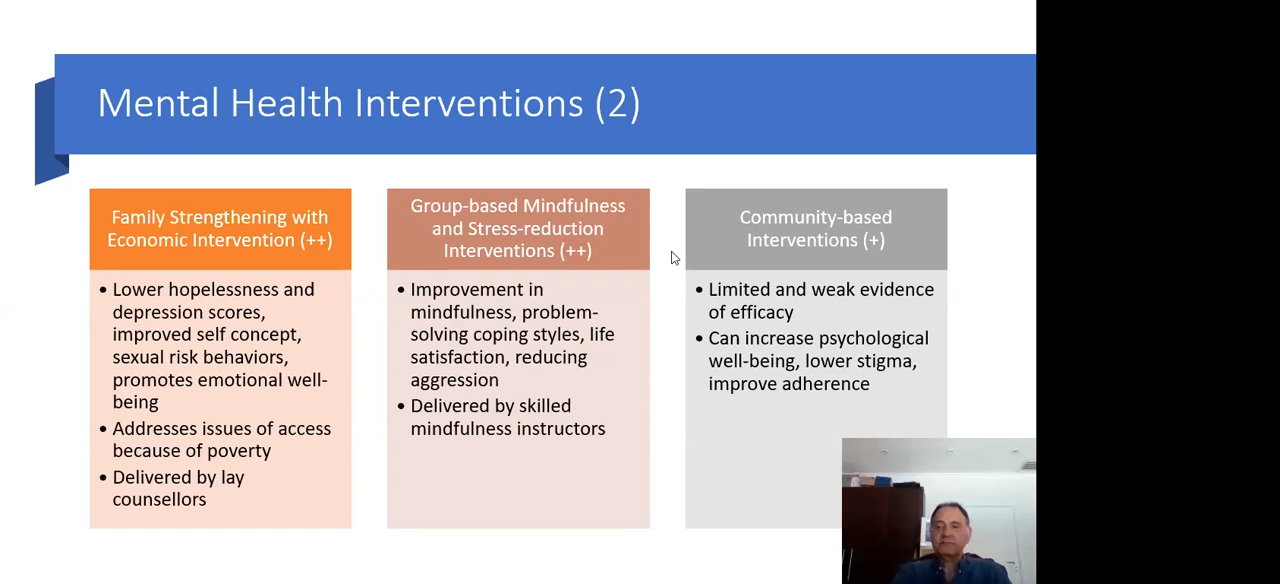 Mental Health Interventions (2)
Family Strengthening with
Economic Intervention (++)
• Lower hopelessness and
depression scores,
improved self concept,
sexual risk behaviors,
promotes emotional well-
being
• Addresses issues of access
because of poverty
• Delivered by lay
counsellors
Group-based Mindfulness
and Stress-reduction
Interventions (++)
• Improvement in
mindfulness, problem-
solving coping styles, life
satisfaction, reducing
aggression
• Delivered by skilled
mindfulness instructors
Community-based
Interventions (+)
• Limited and weak evidence
of efficacy
• Can increase psychological
well-being, lower stigma,
improve adherence